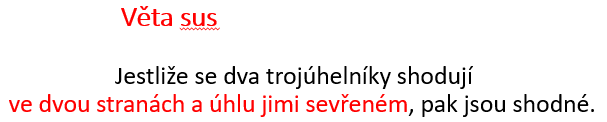 Věta sus
Jestliže se dva trojúhelníky shodují
ve dvou stranách a úhlu jimi sevřeném, pak jsou shodné.